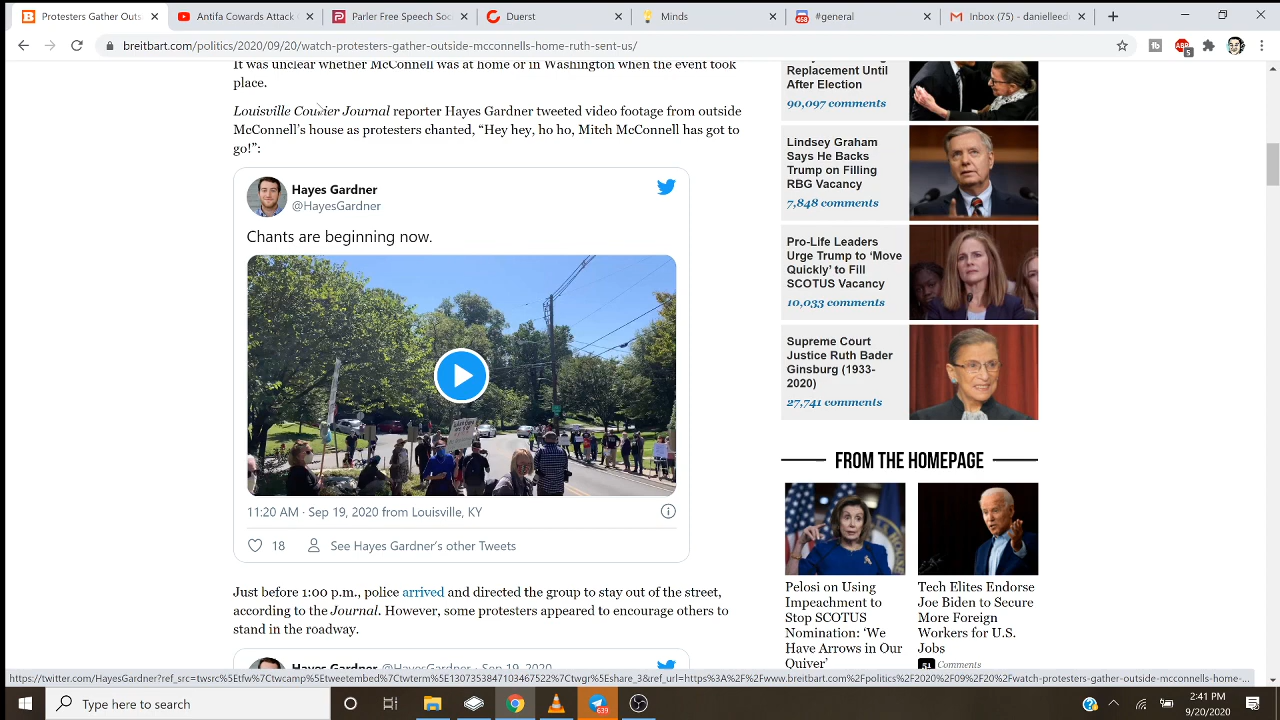 Protesters Gather Outs
Antifa Cowards Attack
Parler Free Speech Soc
Duerst
Minds
#general
Inbox (75) - danielleed
breitbart.com/politics/2020/09/20/watch-protesters-gather-outside-mcconnells-home-ruth-sent-us/
It was unclear whether McConnell was at home or in Washington when the event took
place.
Louisville Courier Journal reporter Hayes Gardner tweeted video footage from outside
McConnell's house as protesters chanted, “Hey hey, ho ho, Mitch McConnell has got to
go!”:
Hayes Gardner
@HayesGardner
Chants are beginning now.
11:20 AM · Sep 19, 2020 from Louisville, KY
18
See Hayes Gardner's other Tweets
Just before 1:00 p.m., police arrived and directed the group to stay out of the street,
according to the Journal. However, some protesters appeared to encourage others to
stand in the roadway.
Hayes Gardner @HayesGardner · Sep 19, 2020
Replacement Until
After Election
90,097 comments
Lindsey Graham
Says He Backs
Trump on Filling
RBG Vacancy
7,848 comments
Pro-Life Leaders
Urge Trump to ‘Move
Quickly’ to Fill
SCOTUS Vacancy
10,033 comments
Supreme Court
Justice Ruth Bader
Ginsburg (1933-
2020)
27,741 comments
FROM THE HOMEPAGE
Pelosi on Using
Impeachment to
Stop SCOTUS
Nomination: ‘We
Have Arrows in Our
Quiver’
Tech Elites Endorse
Joe Biden to Secure
More Foreign
Workers for U.S.
Jobs
51 Comments
Type here to search
2:41 PM
9/20/2020